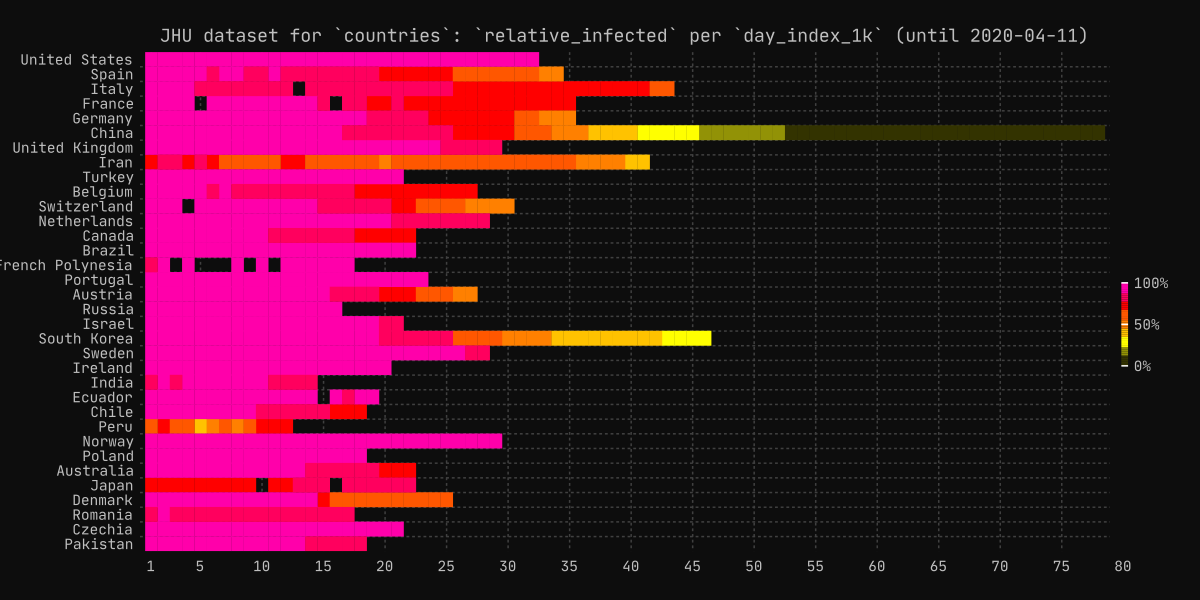 JHU dataset for `countries`: `relative_infected` per `day_index_1k` (until 2020-04-11)
United States
Spain
Italy
France
Germany
China
United Kingdom
Iran
Turkey
Belgium
Switzerland
Netherlands
Canada
Brazil
French Polynesia
Portugal
Austria
Russia
Israel
South Korea
Sweden
Ireland
India
Ecuador
Chile
Peru
Norway
Poland
Australia
Japan
Denmark
Romania
Czechia
Pakistan
1 5 10 15 20 25 30 35 40 45 50 55 60 65 70 75 80
100%
50%
0%